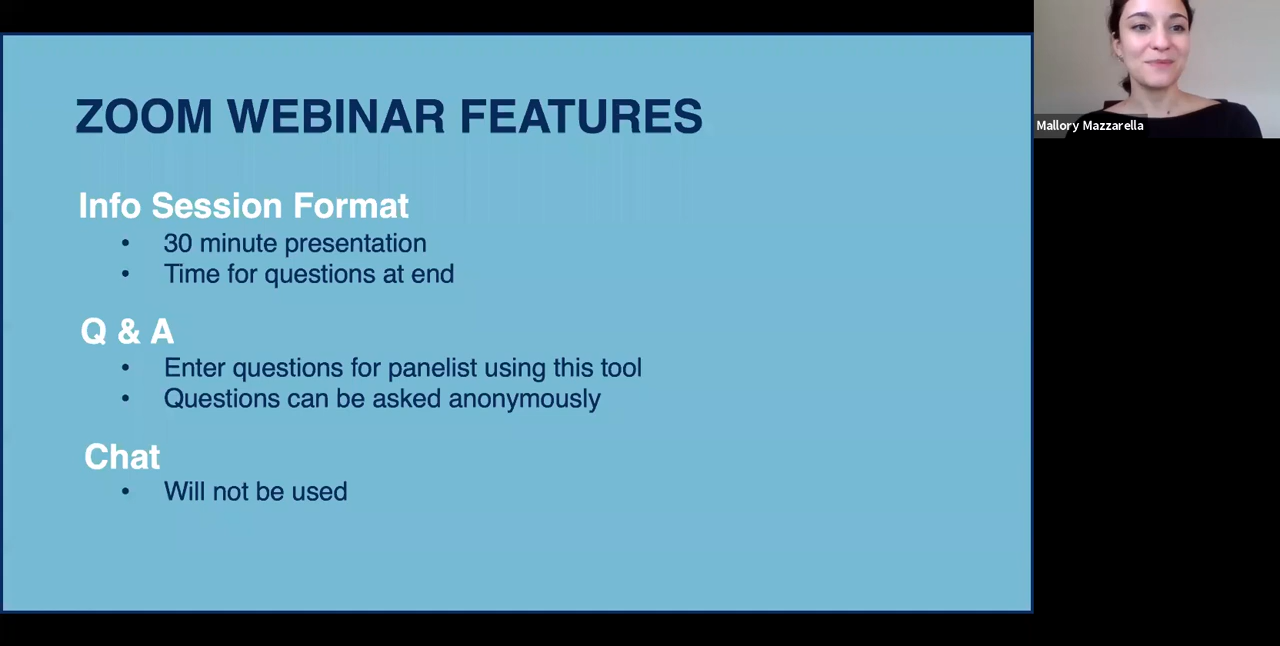 ZOOM WEBINAR FEATURES
Info Session Format
• 30 minute presentation
• Time for questions at end
Q & A
• Enter questions for panelist using this tool
• Questions can be asked anonymously
Chat
• Will not be used
Mallory Mazzarella